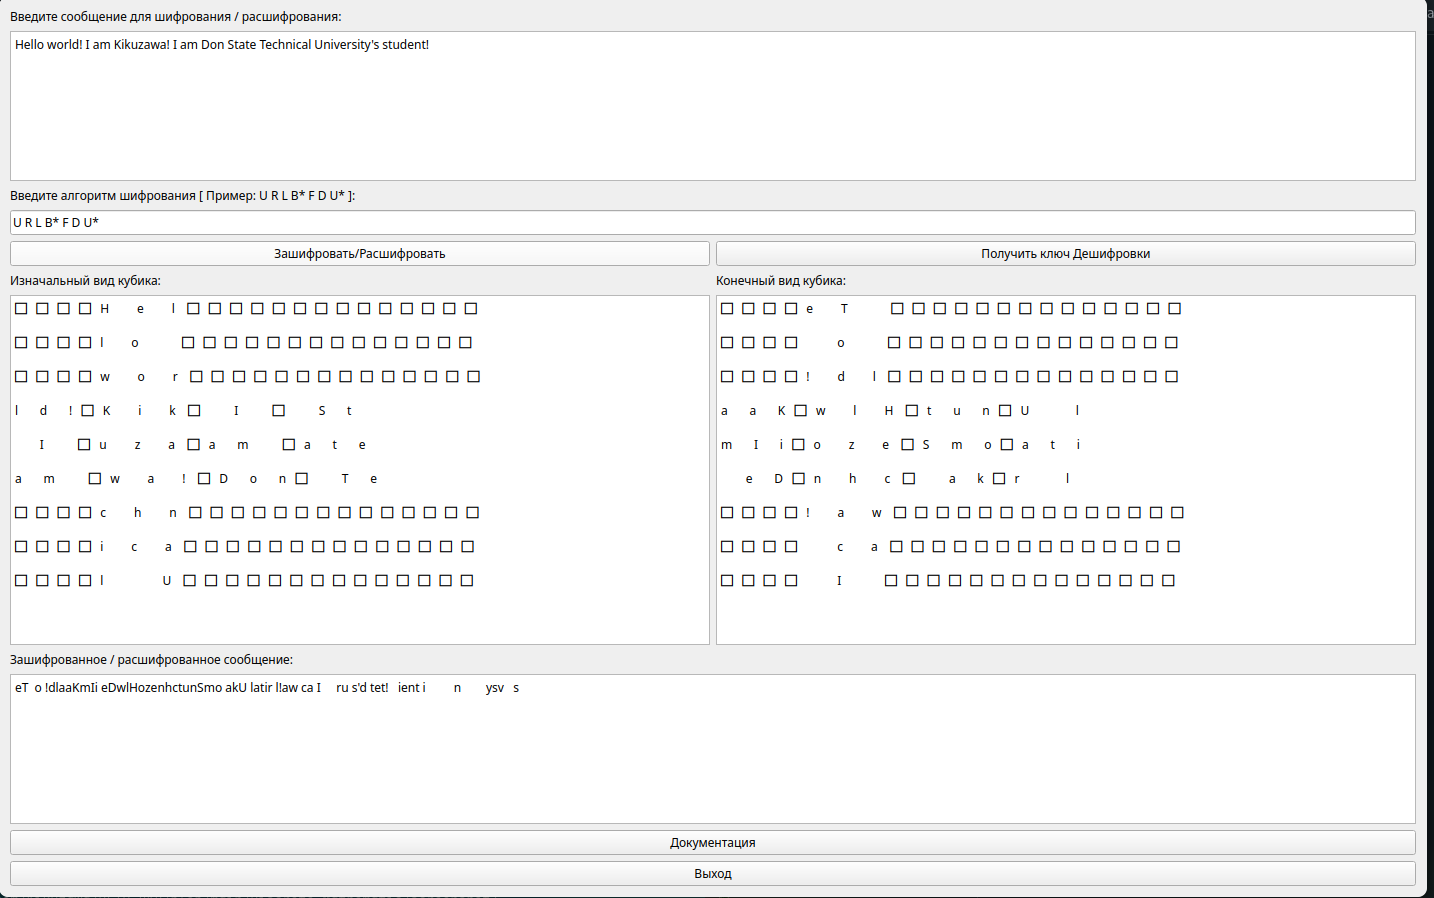 Введите сообщение для шифрования / расшифрования:
Hello world! I am Kikuzawa! I am Don State Technical University's student!
Введите алгоритм шифрования [ Пример: U R L B* F D U* ]:
U R L B* F D U*
Зашифровать/Расшифровать
Получить ключ Дешифровки
Изначальный вид кубика:
Конечный вид кубика:
□ □ □ □ H e l □ □ □ □ □ □ □ □ □ □ □ □ □ □
□ □ □ □ l o □ □ □ □ □ □ □ □ □ □ □ □ □ □
□ □ □ □ w o r □ □ □ □ □ □ □ □ □ □ □ □ □ □
l d ! □ K i k □ I □ S t
I □ u z a □ a m □ a t e
a m □ w a ! □ D o n □ T e
□ □ □ □ c h n □ □ □ □ □ □ □ □ □ □ □ □ □ □
□ □ □ □ i c a □ □ □ □ □ □ □ □ □ □ □ □ □ □
□ □ □ □ l U □ □ □ □ □ □ □ □ □ □ □ □ □ □
□ □ □ □ e T □ □ □ □ □ □ □ □ □ □ □ □ □ □
□ □ □ □ o □ □ □ □ □ □ □ □ □ □ □ □ □ □
□ □ □ □ ! d l □ □ □ □ □ □ □ □ □ □ □ □ □ □
a a K □ w l H □ t u n □ U l
m I i □ o z e □ S m o □ a t i
e D □ n h c □ a k □ r l
□ □ □ □ ! a w □ □ □ □ □ □ □ □ □ □ □ □ □ □
□ □ □ □ c a □ □ □ □ □ □ □ □ □ □ □ □ □ □
□ □ □ □ I □ □ □ □ □ □ □ □ □ □ □ □ □ □
Зашифрованное / расшифрованное сообщение:
eT  o !dlaaKmIi eDwlHozenhctunSmo akU latir l!aw ca I    ru s'd tet!   ient i        n       ysv   s
Документация
Выход